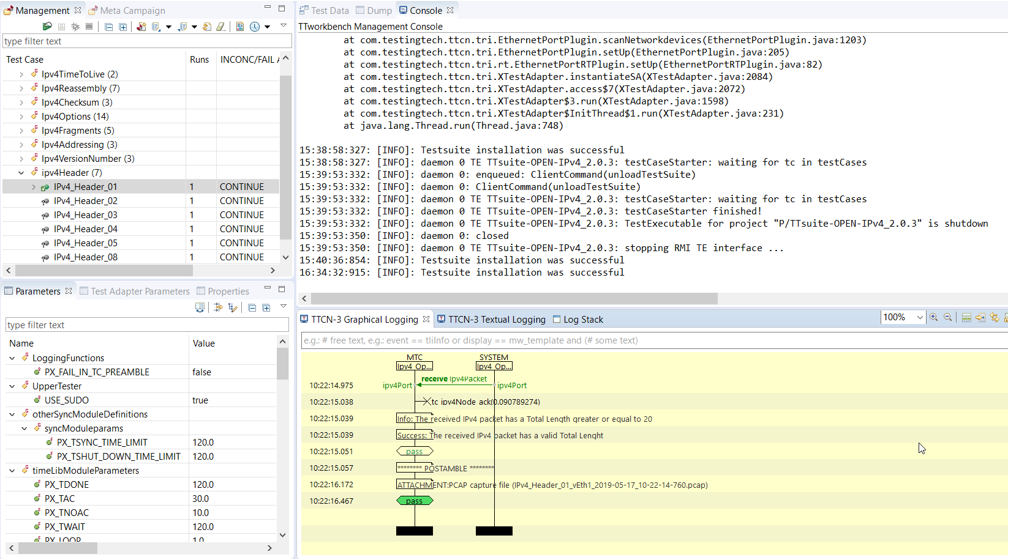 Management
Meta Campaign
type filter text
Test Case Runs INCONC/FAIL A
Ipv4TimeToLive (2)
Ipv4Reassembly (7)
Ipv4Checksum (3)
Ipv4Options (14)
Ipv4Fragments (5)
Ipv4Addressing (3)
Ipv4VersionNumber (3)
ipv4Header (7)
IPv4_Header_01 1 CONTINUE
IPv4_Header_02 1 CONTINUE
IPv4_Header_03 1 CONTINUE
IPv4_Header_04 1 CONTINUE
IPv4_Header_05 1 CONTINUE
IPv4_Header_08 1 CONTINUE
Parameters
Test Adapter Parameters
Properties
type filter text
Name Value
LoggingFunctions
PX_FAIL_IN_TC_PREAMBLE false
UpperTester
USE_SUDO true
otherSyncModuleDefinitions
syncModuleparams
PX_TSYNC_TIME_LIMIT 120.0
PX_TSHUT_DOWN_TIME_LIMIT 120.0
timeLibModuleParameters
PX_TDONE 120.0
PX_TAC 30.0
PX_TNOAC 10.0
PX_TWAIT 120.0
PX_LOOP 1.0
Test Data
Dump
Console
TTworkbench Management Console
at com.testingtech.ttcn.tri.EthernetPortPlugin.scanNetworkdevices(EthernetPortPlugin.java:1203)
at com.testingtech.ttcn.tri.EthernetPortPlugin.setUp(EthernetPortPlugin.java:205)
at com.testingtech.ttcn.tri.rt.EthernetPortRTPlugin.setUp(EthernetPortRTPlugin.java:82)
at com.testingtech.ttcn.tri.XTestAdapter.instantiateSA(XTestAdapter.java:2084)
at com.testingtech.ttcn.tri.XTestAdapter.access$7(XTestAdapter.java:2072)
at com.testingtech.ttcn.tri.XTestAdapter$3.run(XTestAdapter.java:1598)
at com.testingtech.ttcn.tri.XTestAdapter$InitThread$1.run(XTestAdapter.java:231)
at java.lang.Thread.run(Thread.java:748)
15:38:58:327: [INFO]: Testsuite installation was successful
15:38:58:327: [INFO]: daemon 0 TE TTsuite-OPEN-IPv4_2.0.3: testCaseStarter: waiting for tc in testCases
15:39:53:332: [INFO]: daemon 0: enqueued: ClientCommand(unloadTestSuite)
15:39:53:332: [INFO]: daemon 0: ClientCommand(unloadTestSuite)
15:39:53:332: [INFO]: daemon 0 TE TTsuite-OPEN-IPv4_2.0.3: testCaseStarter: waiting for tc in testCases
15:39:53:332: [INFO]: daemon 0 TE TTsuite-OPEN-IPv4_2.0.3: testCaseStarter finished!
15:39:53:332: [INFO]: daemon 0 TE TTsuite-OPEN-IPv4_2.0.3: TestExecutable for project "P/TTsuite-OPEN-IPv4_2.0.3" is shutdown
15:39:53:350: [INFO]: daemon 0: closed
15:39:53:350: [INFO]: daemon 0 TE TTsuite-OPEN-IPv4_2.0.3: stopping RMI TE interface ...
15:40:36:854: [INFO]: Testsuite installation was successful
16:34:32:915: [INFO]: Testsuite installation was successful
TTCN-3 Graphical Logging
TTCN-3 Textual Logging
Log Stack
100%
e.g.: # free text, e.g.: event == tliInfo or display == mw_template and (# some text)
MTC SYSTEM
Ipv4_Op... Ipv4_Op...
10:22:14.975 ipv4Port receive Ipv4Packet ipv4Port
10:22:15.038 tc_ipv4Node_ack(0.090789274)
10:22:15.039 Info: The received IPv4 packet has a Total Length greater or equal to 20
10:22:15.039 Success: The received IPv4 packet has a valid Total Lenght
10:22:15.051 pass
10:22:15.057 ******** POSTAMBLE ********
10:22:16.172 ATTACHMENT:PCAP capture file (IPv4_Header_01_vEth1_2019-05-17_10-22-14-760.pcap)
10:22:16.467 pass